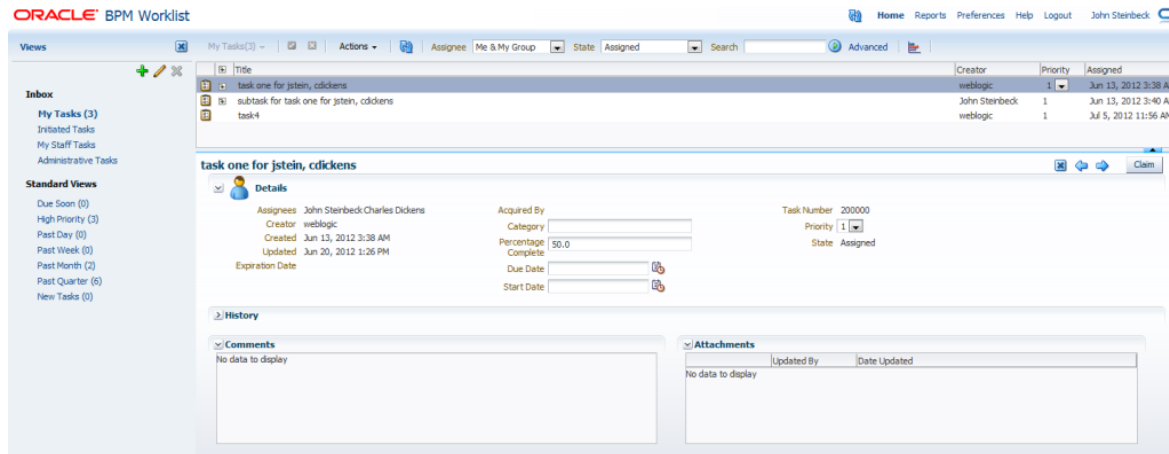 ORACLE BPM Worklist
Home Reports Preferences Help Logout John Steinbeck
Views
My Tasks(3) Actions Assignee Me & My Group State Assigned Search Advanced
Inbox
My Tasks (3)
Initiated Tasks
My Staff Tasks
Administrative Tasks
Standard Views
Due Soon (0)
High Priority (3)
Past Day (0)
Past Week (0)
Past Month (2)
Past Quarter (6)
New Tasks (0)
Title Creator Priority Assigned
task one for jstein, cdickens weblogic 1 Jun 13, 2012 3:38 A
subtask for task one for jstein, cdickens John Steinbeck 1 Jun 13, 2012 3:40 A
task4 weblogic 1 Jul 5, 2012 11:56 AM
task one for jstein, cdickens Claim
Details
Assignees John Steinbeck Charles Dickens
Creator weblogic
Created Jun 13, 2012 3:38 AM
Updated Jun 20, 2012 1:26 PM
Expiration Date
Acquired By
Category
Percentage Complete 50.0
Due Date
Start Date
Task Number 200000
Priority 1
State Assigned
History
Comments
No data to display
Attachments
Updated By Date Updated
No data to display